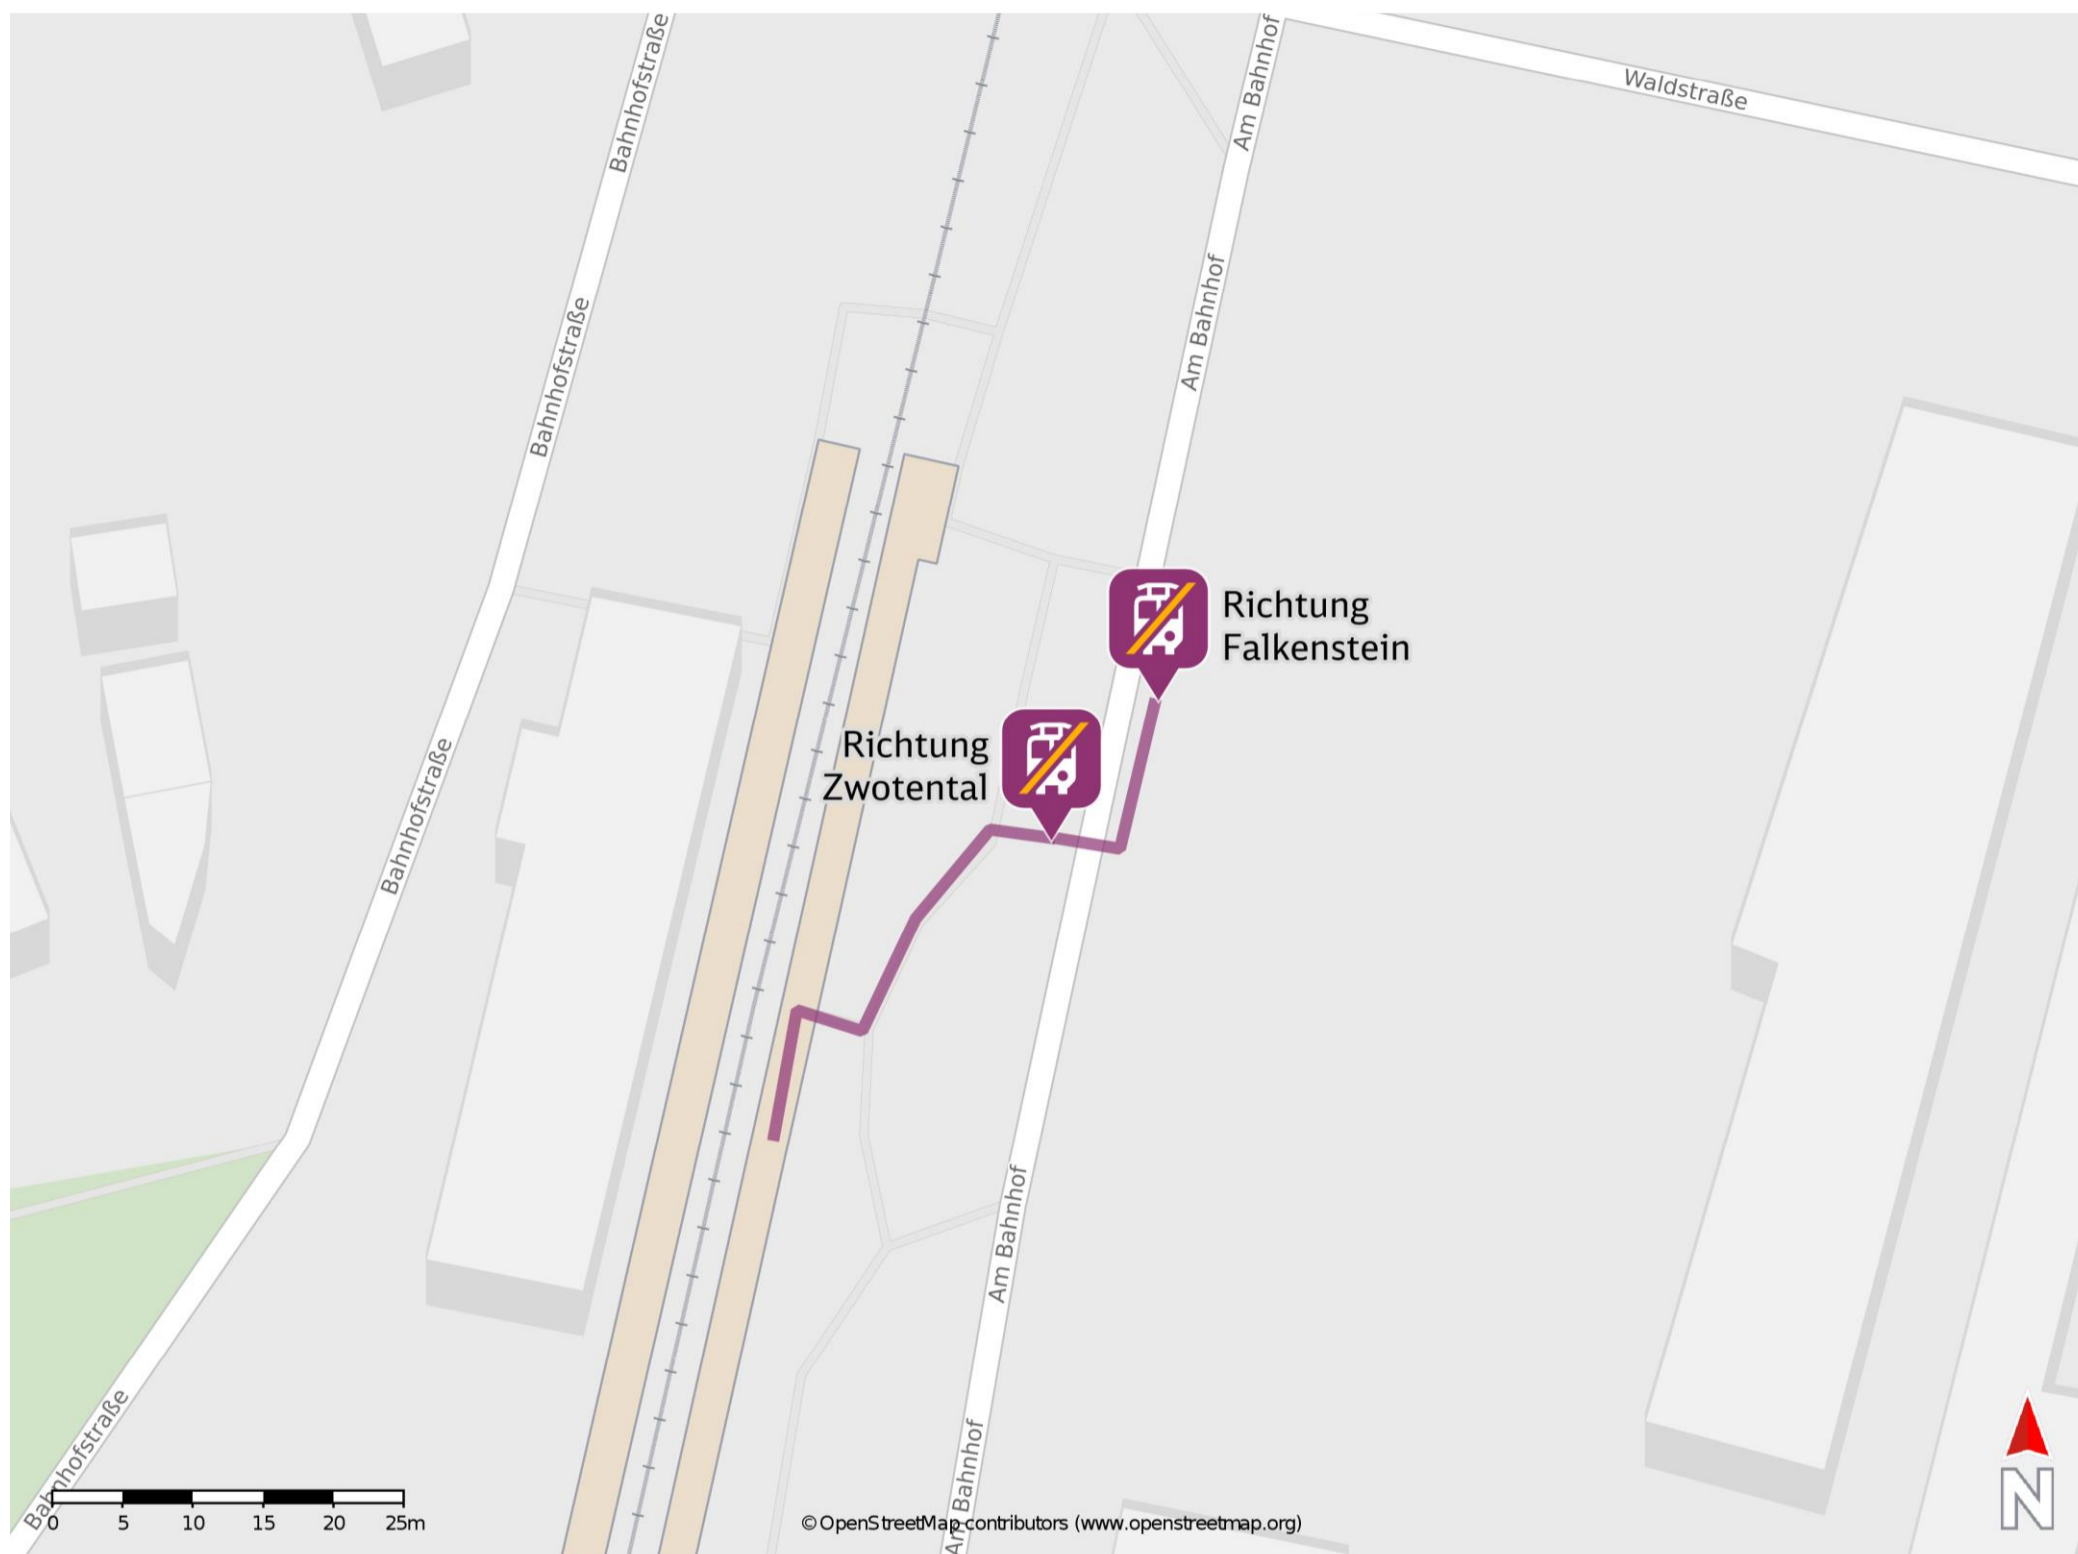 Bahnhofstraße
Am Bahnhof
Waldstraße
Am Bahnhof
Bahnhofstraße
Richtung
Falkenstein
Richtung
Zwotental
Bahnhofstraße
Am Bahnhof
Bahnhofstraße
Am Bahnhof
0 5 10 15 20 25m
© OpenStreetMap contributors (www.openstreetmap.org)
N